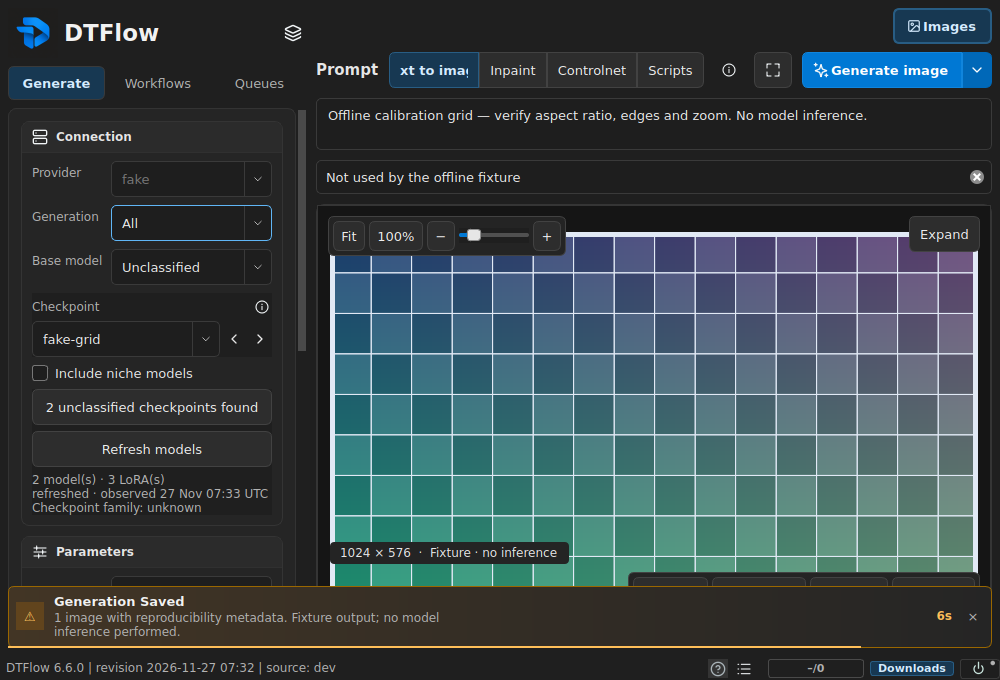 DTFlow
Images
Generate
Workflows
Queues
Prompt
xt to imag
Inpaint
Controlnet
Scripts
Generate image
Offline calibration grid — verify aspect ratio, edges and zoom. No model inference.
Not used by the offline fixture
Connection
Provider
fake
Generation
All
Base model
Unclassified
Checkpoint
fake-grid
Include niche models
2 unclassified checkpoints found
Refresh models
2 model(s) · 3 LoRA(s)
refreshed · observed 27 Nov 07:33 UTC
Checkpoint family: unknown
Parameters
Fit
100%
−
+
Expand
1024 × 576 · Fixture · no inference
Generation Saved
1 image with reproducibility metadata. Fixture output; no model
inference performed.
6s
×
DTFlow 6.6.0 | revision 2026-11-27 07:32 | source: dev
–/0
Downloads